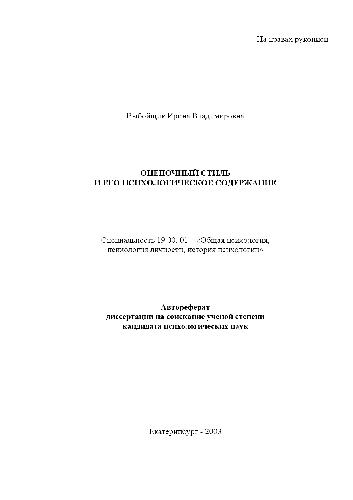 На правах рукописи
Выбойщик Ирина Владимировна
ОЦЕНОЧНЫЙ СТИЛЬ
И ЕГО ПСИХОЛОГИЧЕСКОЕ СОДЕРЖАНИЕ
Специальность 19.00.01 – «Общая психология,
психология личности, история психологии»
Автореферат
диссертации на соискание ученой степени
кандидата психологических наук
Екатеринбург - 2003